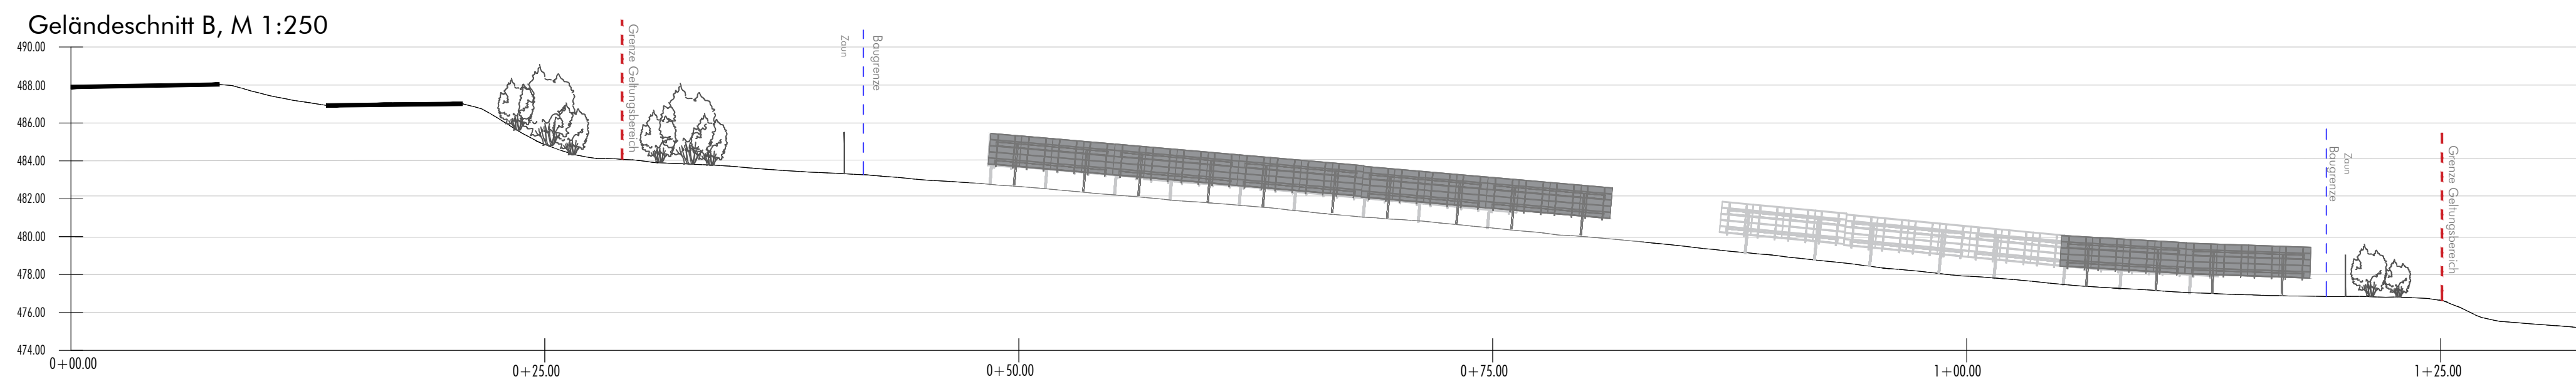 Geländeschnitt B, M 1:250
490.00
488.00
486.00
484.00
482.00
480.00
478.00
476.00
474.00
Grenze Geltungsbereich
Zaun
Baugrenze
Baugrenze
Zaun
Grenze Geltungsbereich
0+00.00
0+25.00
0+50.00
0+75.00
1+00.00
1+25.00